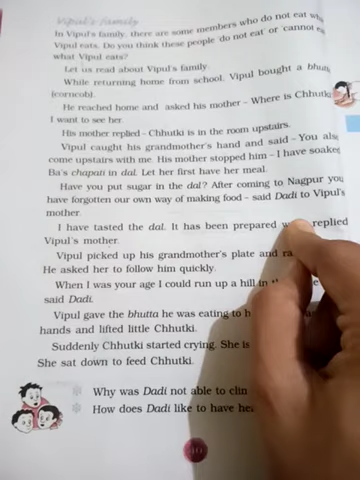 Vipul's family
In Vipul's family, there are some members who do not eat
Vipul eats. Do you think these people 'do not eat' or 'cannot
what Vipul eats?
Let us read about Vipul's family.
While returning home from school, Vipul bought a bhutta
(corncob).
He reached home and asked his mother – Where is Chhutki
I want to see her.
His mother replied – Chhutki is in the room upstairs.
Vipul caught his grandmother's hand and said – You also
come upstairs with me. His mother stopped him – I have soaked
Ba's chapati in dal. Let her first have her meal.
Have you put sugar in the dal? After coming to Nagpur you
have forgotten our own way of making food – said Dadi to Vipul's
mother.
I have tasted the dal. It has been prepared replied
Vipul's mother.
Vipul picked up his grandmother's plate and
He asked her to follow him quickly.
When I was your age I could run up a hill in
said Dadi.
Vipul gave the bhutta he was eating to
hands and lifted little Chhutki.
Suddenly Chhutki started crying. She is
She sat down to feed Chhutki.
Why was Dadi not able to
How does Dadi like to have